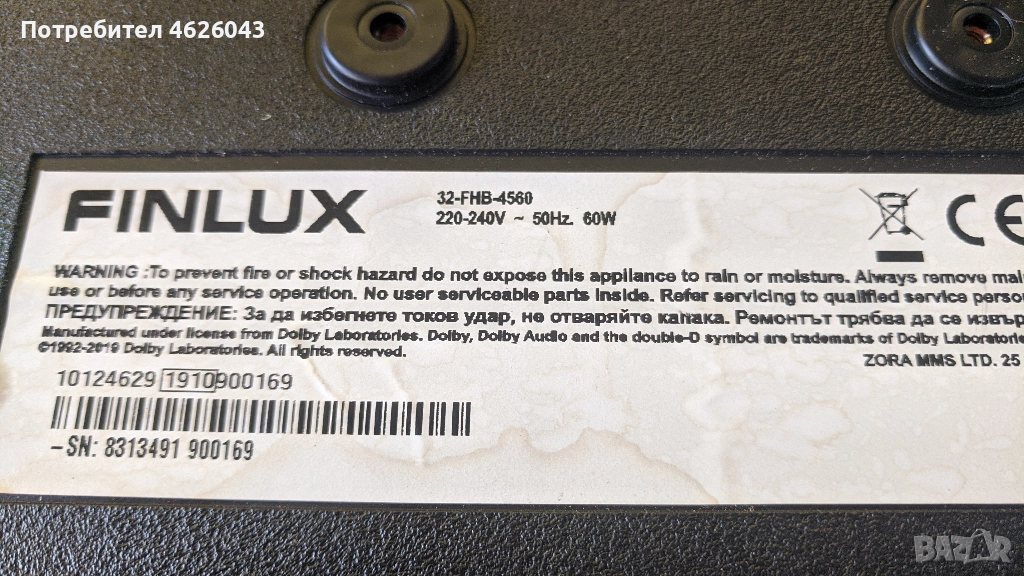 Потребител 4626043
FINLUX
32-FHB-4560
220-240V ~ 50Hz. 60W
CE
WARNING :To prevent fire or shock hazard do not expose this appliance to rain or moisture. Always remove
use or before any service operation. No user serviceable parts inside. Refer servicing to qualified service
ПРЕДУПРЕЖДЕНИЕ: За да избегнете токов удар, не отваряйте капака. Ремонтът трябва да се
Manufactured under license from Dolby Laboratories. Dolby, Dolby Audio and the double-D symbol are trademarks of Dolby
©1992-2019 Dolby Laboratories. All rights reserved.
ZORA MMS LTD. 25
10124629 1910900169
–SN: 8313491 900169
BAZAR